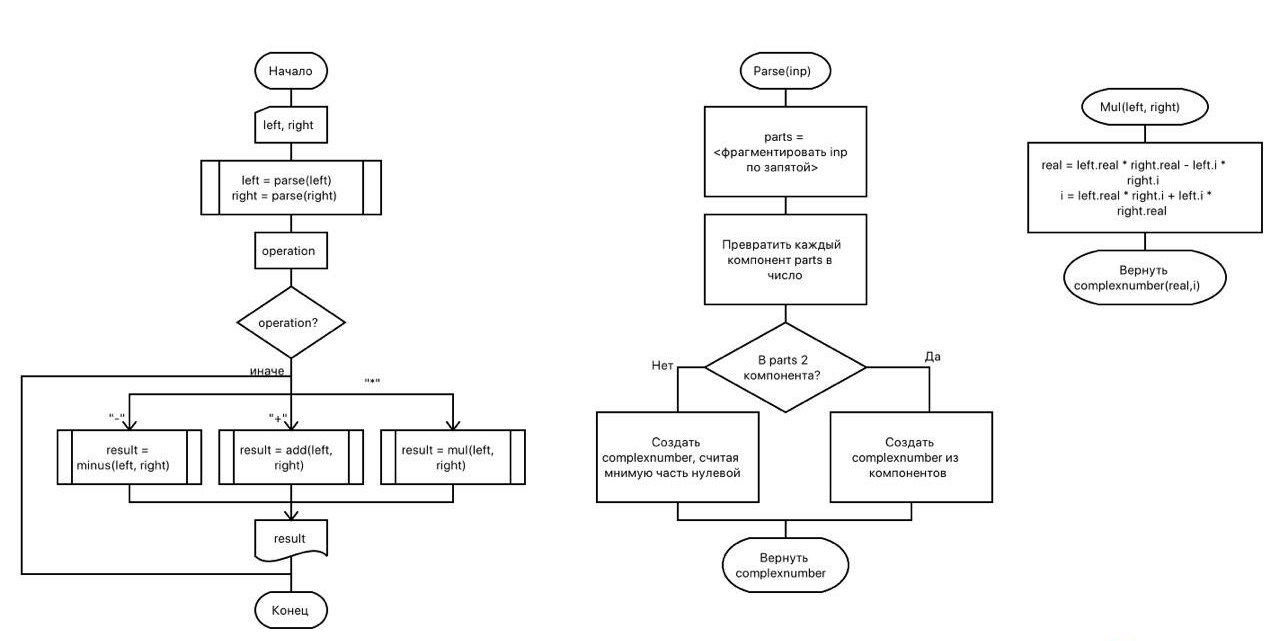 Начало
left, right
left = parse(left)
right = parse(right)
operation
operation?
иначе
"*"
"-"
"+"
result =
minus(left, right)
result = add(left,
right)
result = mul(left,
right)
result
Конец
Parse(inp)
parts =
<фрагментировать inp
по запятой>
Превратить каждый
компонент parts в
число
В parts 2
компонента?
Нет
Да
Создать
complexnumber, считая
мнимую часть нулевой
Создать
complexnumber из
компонентов
Вернуть
complexnumber
Mul(left, right)
real = left.real * right.real - left.i *
right.i
i = left.real * right.i + left.i *
right.real
Вернуть
complexnumber(real,i)